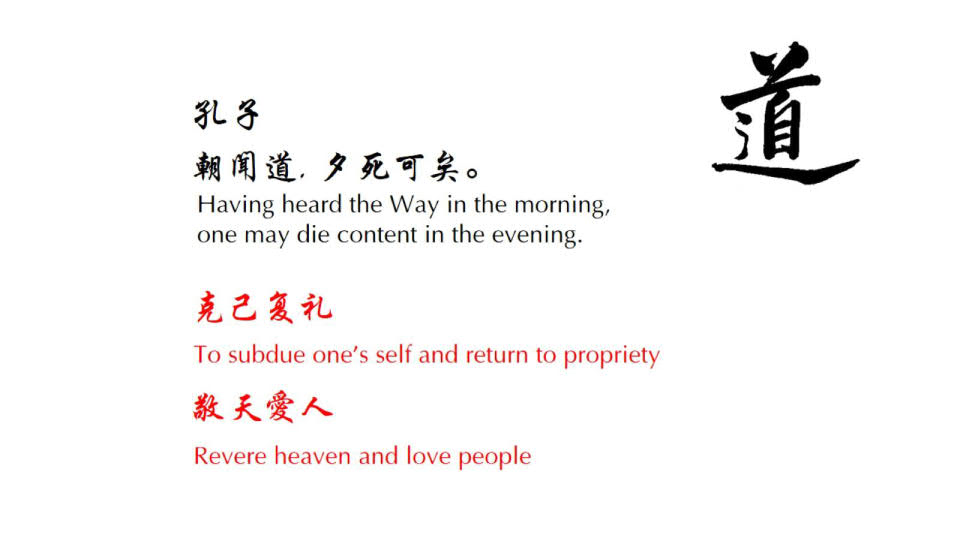 道
孔子
朝闻道，夕死可矣。
Having heard the Way in the morning,
one may die content in the evening.
克己复礼
To subdue one’s self and return to propriety
敬天愛人
Revere heaven and love people